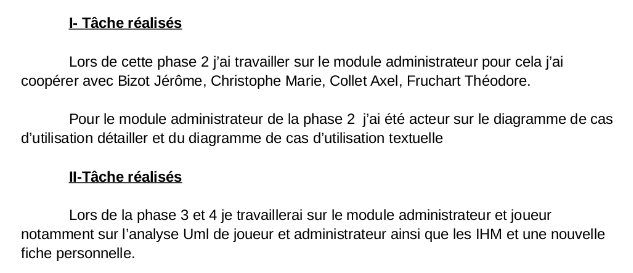 I- Tâche réalisés
Lors de cette phase 2 j'ai travailler sur le module administrateur pour cela j'ai
coopérer avec Bizot Jérôme, Christophe Marie, Collet Axel, Fruchart Théodore.
Pour le module administrateur de la phase 2  j'ai été acteur sur le diagramme de cas
d'utilisation détailler et du diagramme de cas d'utilisation textuelle
II-Tâche réalisés
Lors de la phase 3 et 4 je travaillerai sur le module administrateur et joueur
notamment sur l'analyse Uml de joueur et administrateur ainsi que les IHM et une nouvelle
fiche personnelle.